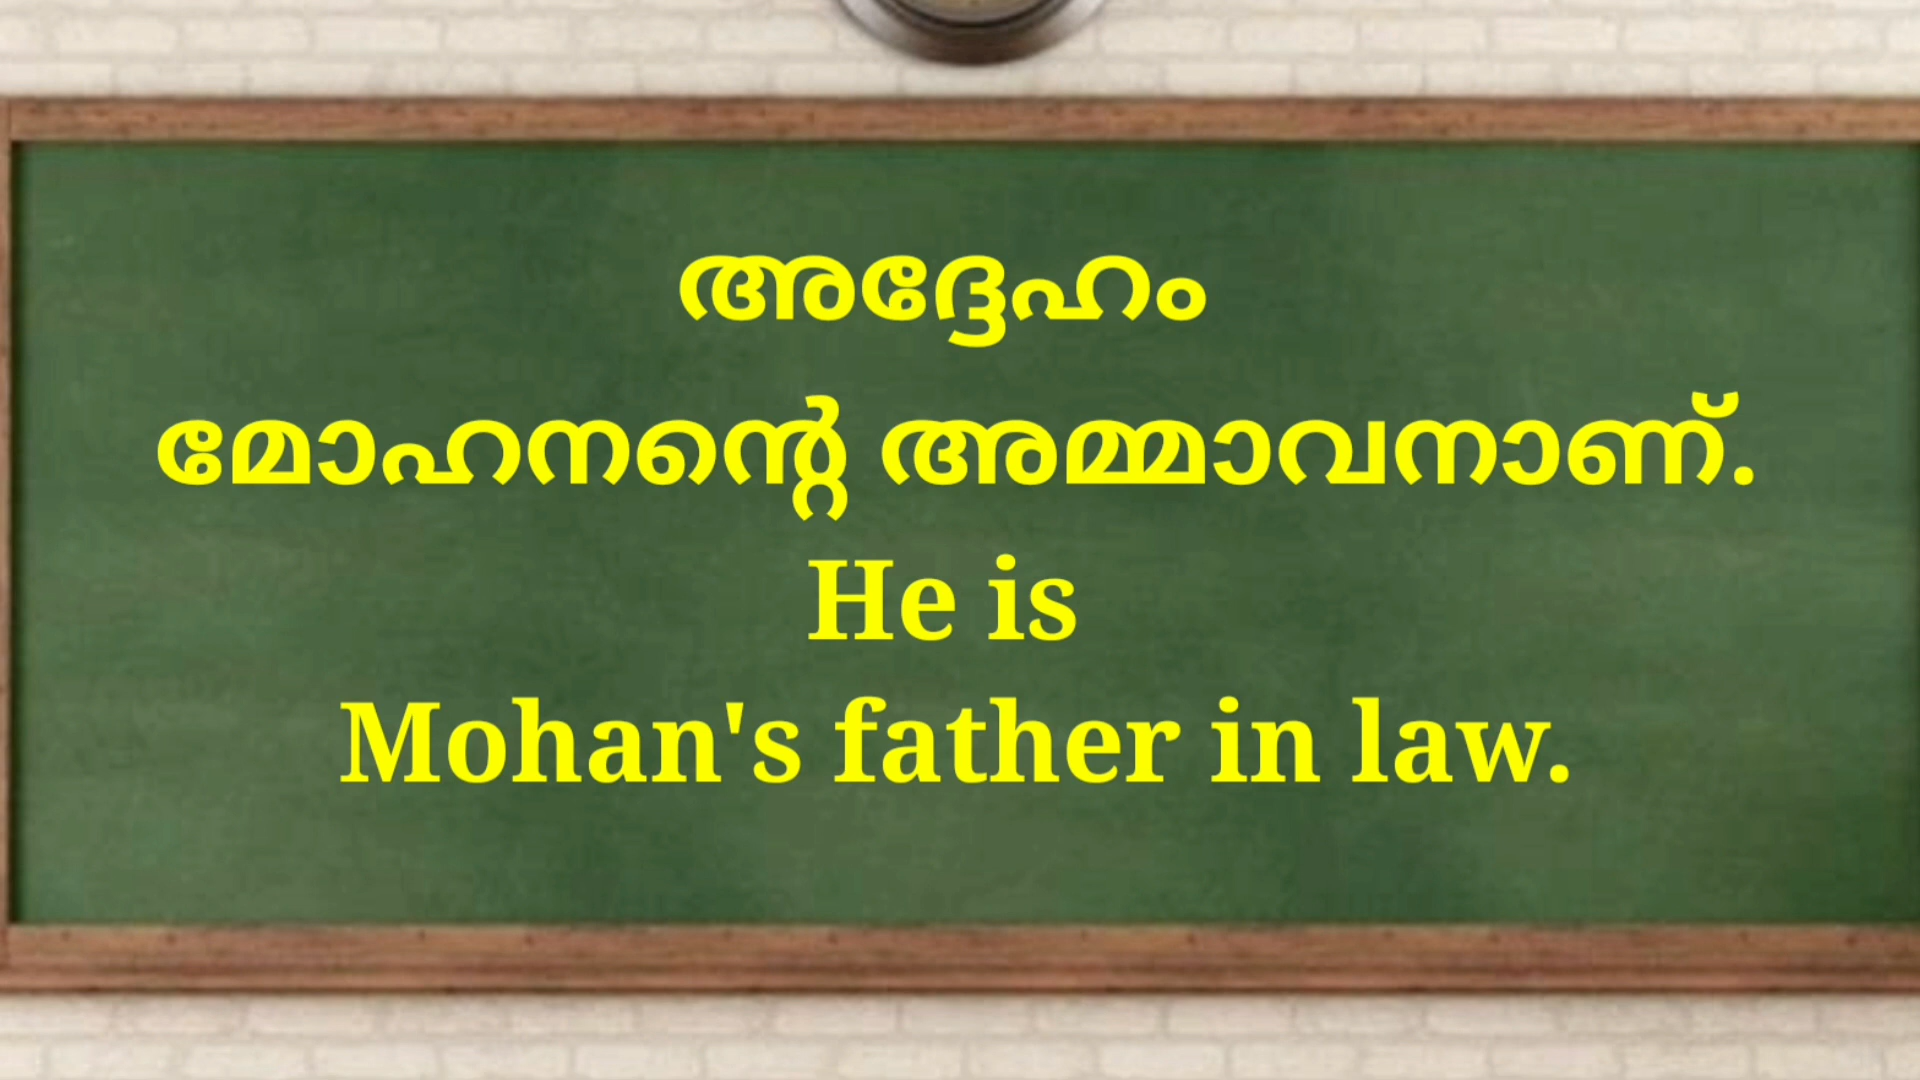 അദ്ദേഹം
മോഹനന്റെ അമ്മാവനാണ്.
He is
Mohan's father in law.